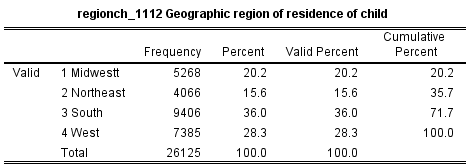 regionch_1112 Geographic region of residence of child
Frequency Percent Valid Percent Cumulative Percent
Valid 1 Midwestt 5268 20.2 20.2 20.2
2 Northeast 4066 15.6 15.6 35.7
3 South 9406 36.0 36.0 71.7
4 West 7385 28.3 28.3 100.0
Total 26125 100.0 100.0